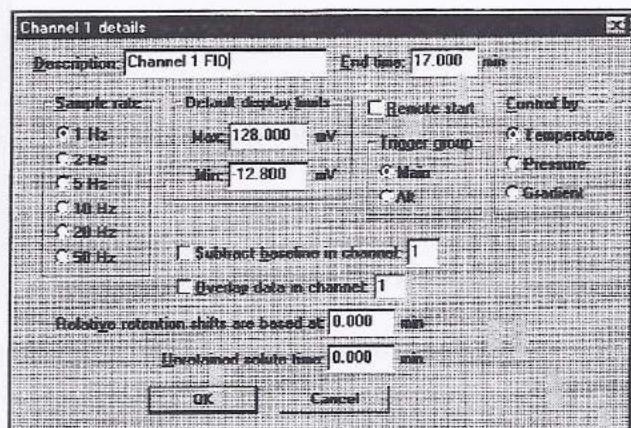 Channel 1 details
Description: Channel 1 FID End time: 17.000 min
Sample rate
1 Hz
2 Hz
5 Hz
10 Hz
20 Hz
50 Hz
Default display limits
Max: 128.000 mV
Min: -12.800 mV
Remote start
Trigger group
Main
Alt
Control by
Temperature
Pressure
Gradient
Subtract baseline in channel: 1
Overlap data in channel: 1
Relative retention shifts are based at: 0.000 min
Unretained solute time: 0.000 min
OK Cancel